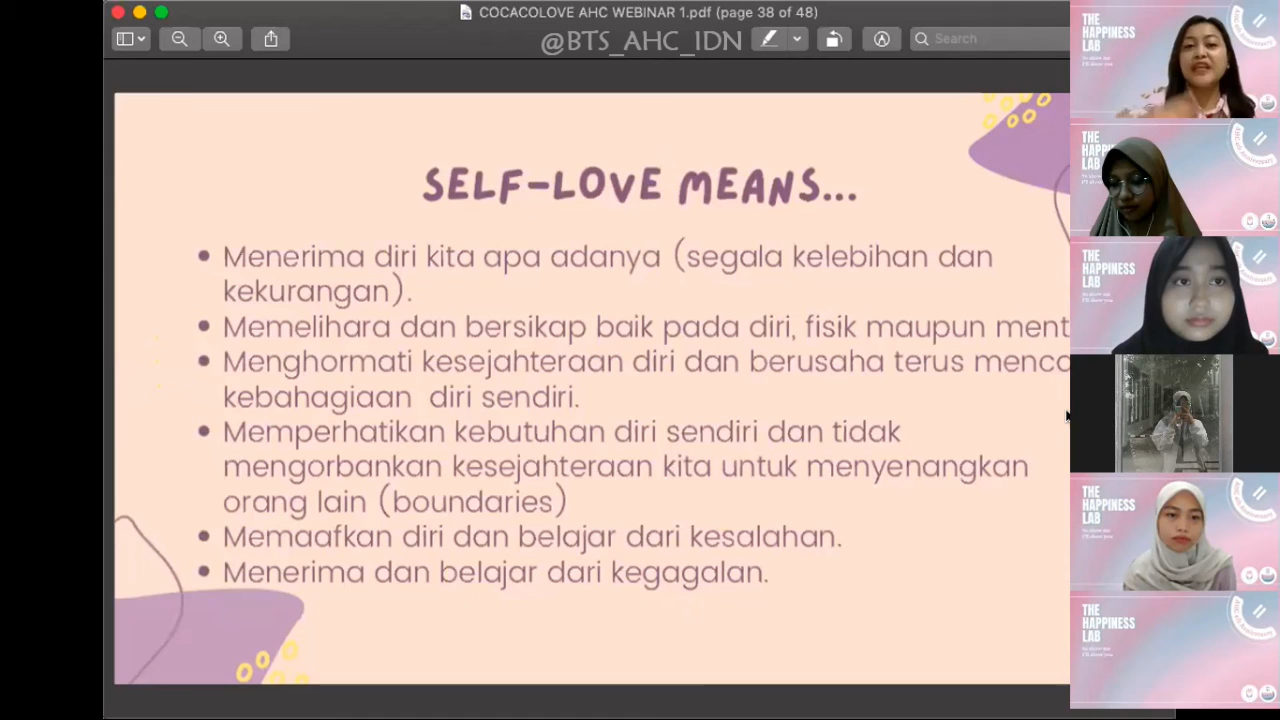 COCACOLOVE AHC WEBINAR 1.pdf (page 38 of 48)
@BTS_AHC_IDN
Search
SELF-LOVE MEANS...
• Menerima diri kita apa adanya (segala kelebihan dan
kekurangan).
• Memelihara dan bersikap baik pada diri, fisik maupun ment
• Menghormati kesejahteraan diri dan berusaha terus menca
kebahagiaan diri sendiri.
• Memperhatikan kebutuhan diri sendiri dan tidak
mengorbankan kesejahteraan kita untuk menyenangkan
orang lain (boundaries)
• Memaafkan diri dan belajar dari kesalahan.
• Menerima dan belajar dari kegagalan.
THE
HAPPINESS
LAB
THE
HAPP
THE
HAPPINESS
LAB
THE
HAPPINESS
LAB
THE
HAPPINESS
LAB